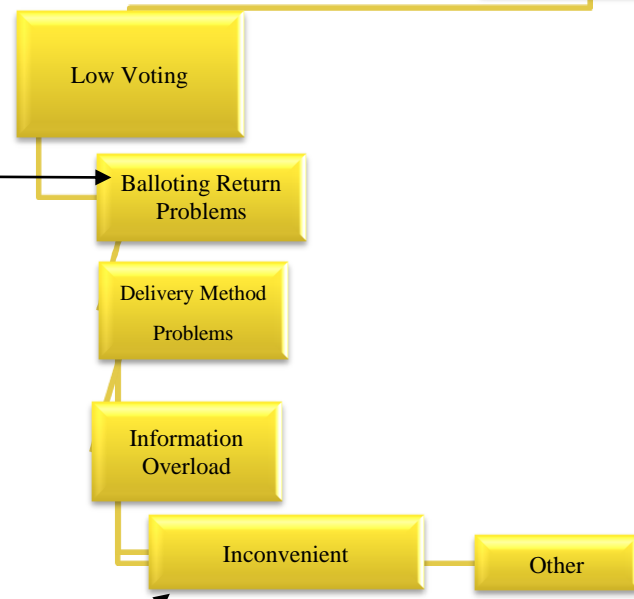 Low Voting
Balloting Return
Problems
Delivery Method
Problems
Information
Overload
Inconvenient
Other